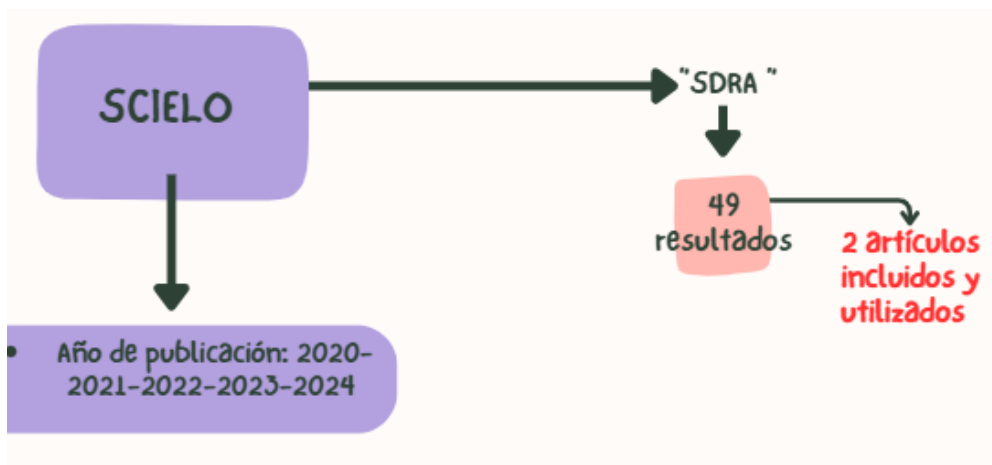 SCIELO
"SDRA "
49
resultados
2 artículos
incluidos y
utilizados
• Año de publicación: 2020-
2021-2022-2023-2024